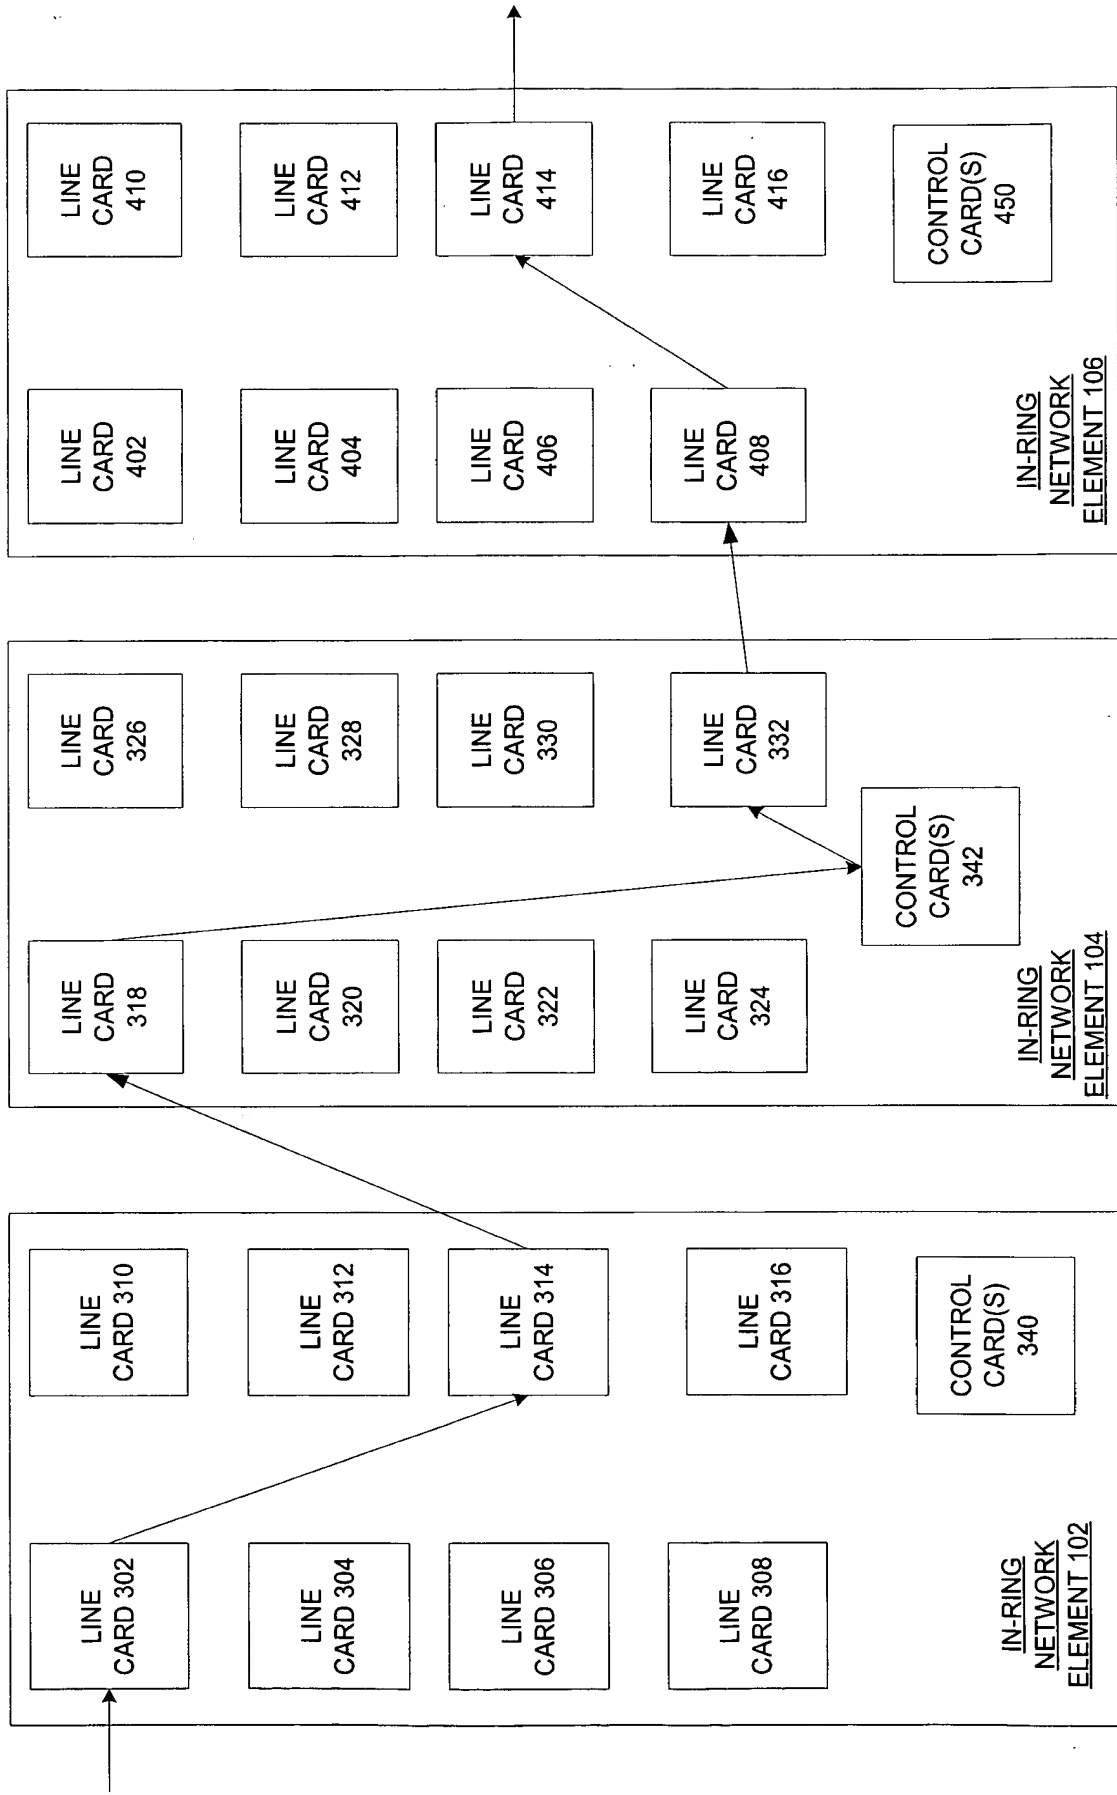 LINE
CARD 302
LINE
CARD 304
LINE
CARD 306
LINE
CARD 308
IN-RING
NETWORK
ELEMENT 102
LINE
CARD 310
LINE
CARD 312
LINE
CARD 314
LINE
CARD 316
CONTROL
CARD(S)
340
LINE
CARD
318
LINE
CARD
320
LINE
CARD
322
LINE
CARD
324
IN-RING
NETWORK
ELEMENT 104
LINE
CARD
326
LINE
CARD
328
LINE
CARD
330
LINE
CARD
332
CONTROL
CARD(S)
342
LINE
CARD
402
LINE
CARD
404
LINE
CARD
406
LINE
CARD
408
IN-RING
NETWORK
ELEMENT 106
LINE
CARD
410
LINE
CARD
412
LINE
CARD
414
LINE
CARD
416
CONTROL
CARD(S)
450